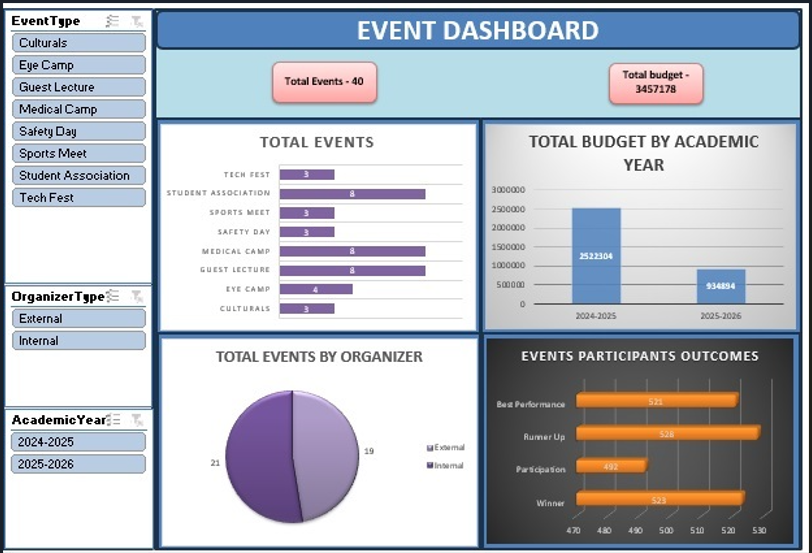 EventType
Culturals
Eye Camp
Guest Lecture
Medical Camp
Safety Day
Sports Meet
Student Association
Tech Fest
OrganizerType
External
Internal
AcademicYear
2024-2025
2025-2026
EVENT DASHBOARD
Total Events - 40
Total budget -
3457178
TOTAL EVENTS
TECH FEST 3
STUDENT ASSOCIATION 8
SPORTS MEET 3
SAFETY DAY 3
MEDICAL CAMP 8
GUEST LECTURE 8
EYE CAMP 4
CULTURALS 3
TOTAL BUDGET BY ACADEMIC
YEAR
3000000
2500000
2000000
1500000
1000000
500000
0
2522304
934894
2024-2025 2025-2026
TOTAL EVENTS BY ORGANIZER
21
19
External
Internal
EVENTS PARTICIPANTS OUTCOMES
Best Performance 521
Runner Up 528
Participation 492
Winner 523
470 480 490 500 510 520 530